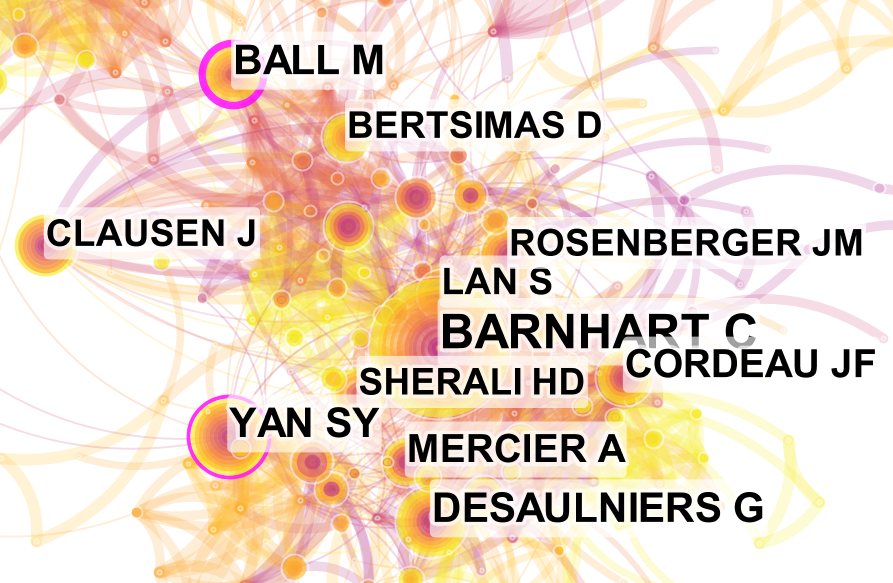 BALL M
BERTSIMAS D
CLAUSEN J
ROSENBERGER JM
LAN S
BARNHART C
CORDEAU JF
SHERALI HD
YAN SY
MERCIER A
DESAULNIERS G